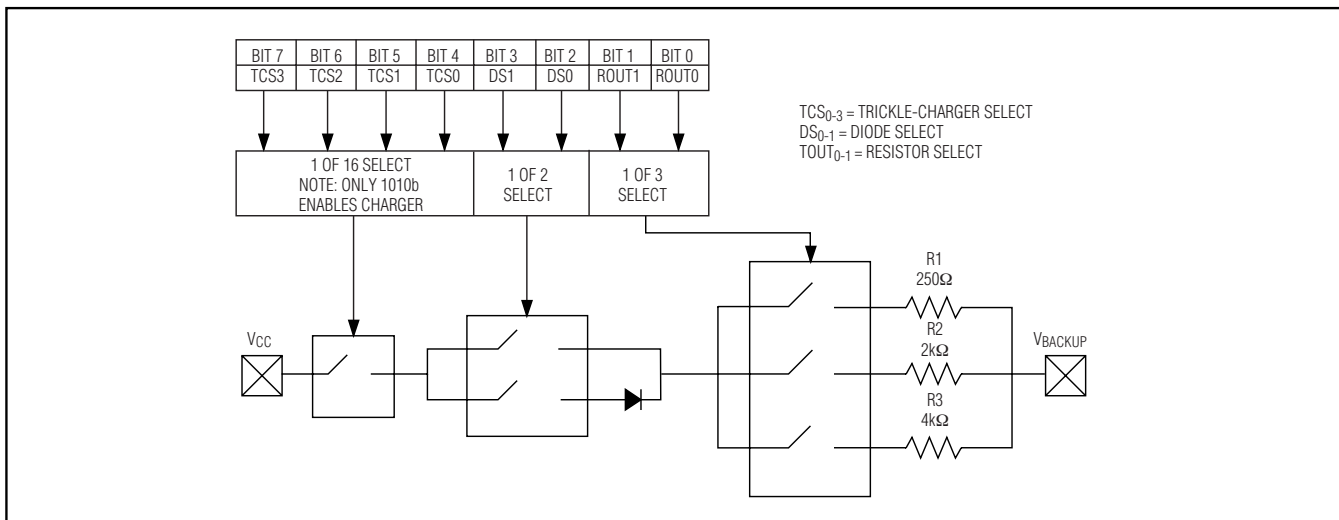 BIT 7 BIT 6 BIT 5 BIT 4 BIT 3 BIT 2 BIT 1 BIT 0
TCS3 TCS2 TCS1 TCS0 DS1 DS0 ROUT1 ROUT0
TCS0-3 = TRICKLE-CHARGER SELECT
DS0-1 = DIODE SELECT
TOUT0-1 = RESISTOR SELECT
1 OF 16 SELECT
NOTE: ONLY 1010b
ENABLES CHARGER
1 OF 2
SELECT
1 OF 3
SELECT
R1
250Ω
VCC
R2
2kΩ
VBACKUP
R3
4kΩ